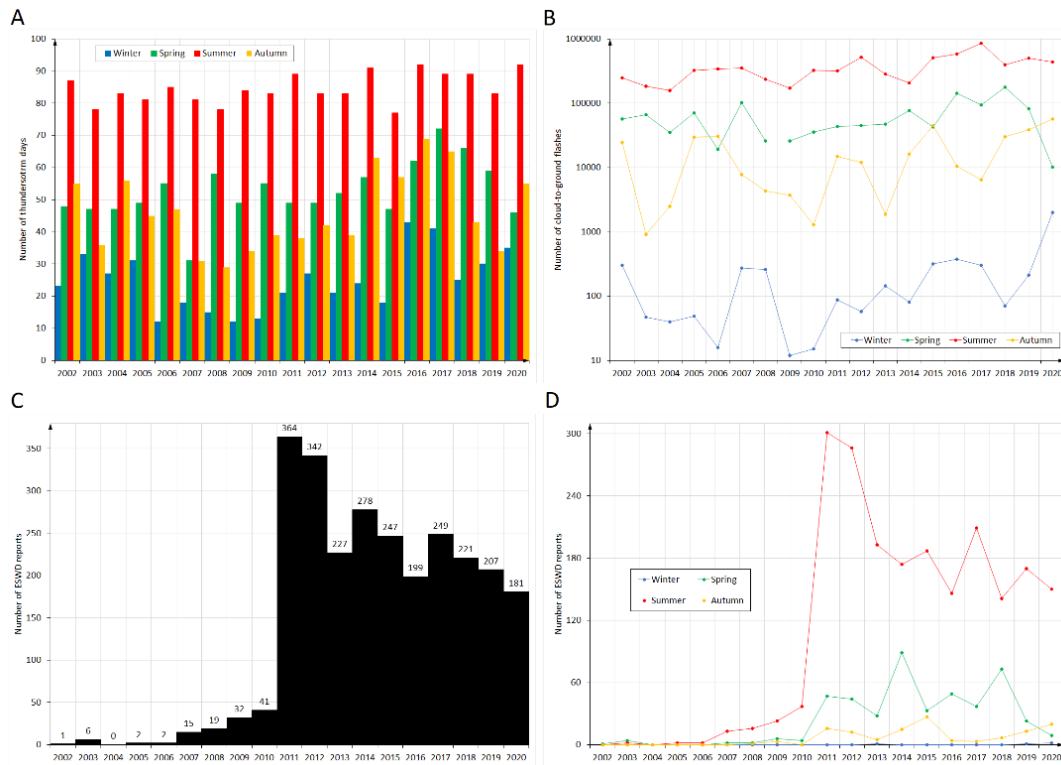 A
Number of thundersotrm days
100
90
80
70
60
50
40
30
20
10
0
Winter Spring Summer Autumn
2002 2003 2004 2005 2006 2007 2008 2009 2010 2011 2012 2013 2014 2015 2016 2017 2018 2019 2020
B
Number of cloud-to-ground flashes
1000000
100000
10000
1000
100
10
Winter Spring Summer Autumn
2002 2003 2004 2005 2006 2007 2008 2009 2010 2011 2012 2013 2014 2015 2016 2017 2018 2019 2020
C
Number of ESWD reports
350
300
250
200
150
100
50
0
1 6 0 2 2 15 19 32 41 364 342 227 278 247 199 249 221 207 181
2002 2003 2004 2005 2006 2007 2008 2009 2010 2011 2012 2013 2014 2015 2016 2017 2018 2019 2020
D
Number of ESWD reports
300
240
180
120
60
0
Winter Spring
Summer Autumn
2002 2003 2004 2005 2006 2007 2008 2009 2010 2011 2012 2013 2014 2015 2016 2017 2018 2019 2020